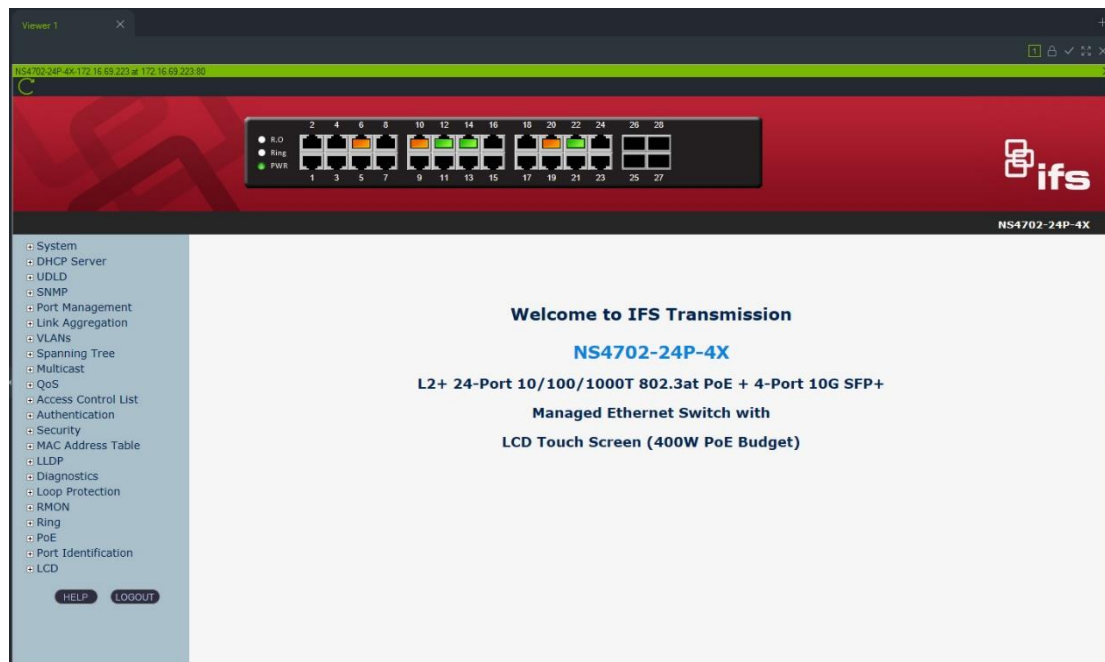 Viewer 1
1
NS4702-24P-4X-172.16.69.223 at 172.16.69.223:80
2 4 6 8 10 12 14 16 18 20 22 24 26 28
R.O
Ring
PWR
1 3 5 7 9 11 13 15 17 19 21 23 25 27
ifs
NS4702-24P-4X
System
DHCP Server
UDLD
SNMP
Port Management
Link Aggregation
VLANs
Spanning Tree
Multicast
QoS
Access Control List
Authentication
Security
MAC Address Table
LLDP
Diagnostics
Loop Protection
RMON
Ring
PoE
Port Identification
LCD
HELP LOGOUT
Welcome to IFS Transmission
NS4702-24P-4X
L2+ 24-Port 10/100/1000T 802.3at PoE + 4-Port 10G SFP+
Managed Ethernet Switch with
LCD Touch Screen (400W PoE Budget)